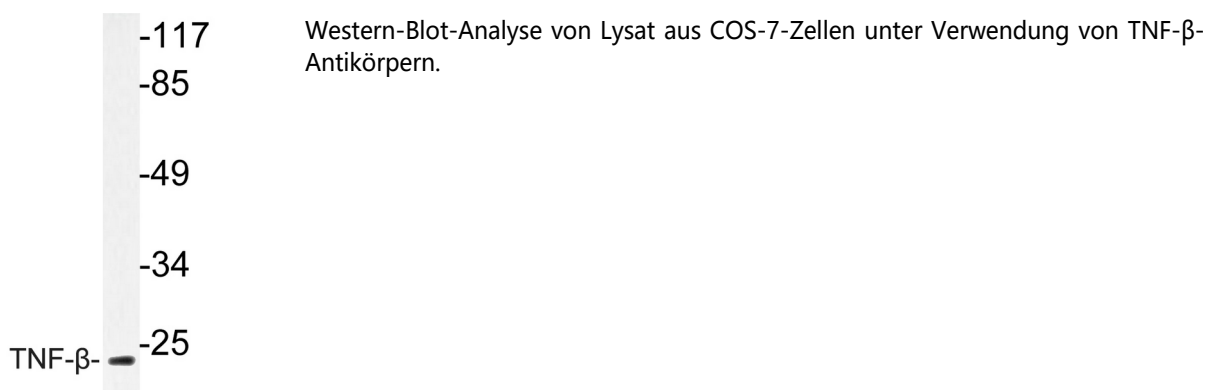 -117
-85
-49
-34
-25
TNF-β-
Western-Blot-Analyse von Lysat aus COS-7-Zellen unter Verwendung von TNF-β-
Antikörpern.